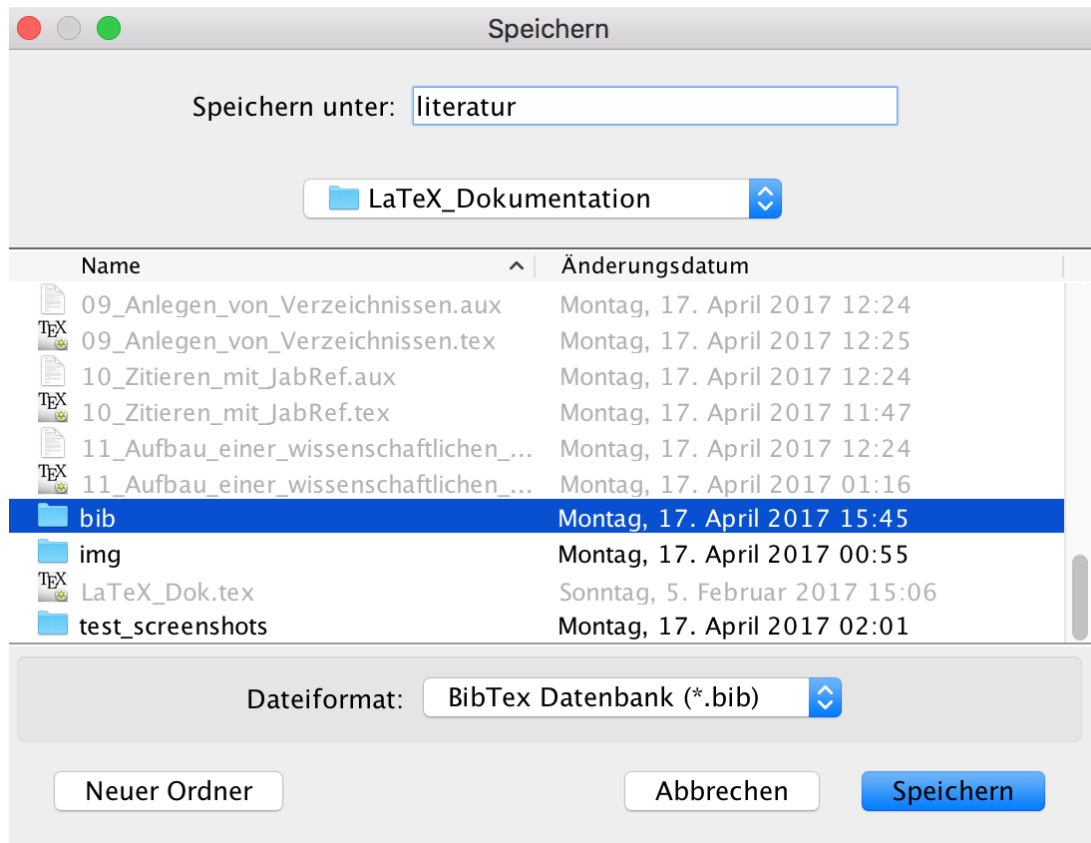 Speichern
Speichern unter: literatur
LaTeX_Dokumentation
Name Änderungsdatum
09_Anlegen_von_Verzeichnissen.aux Montag, 17. April 2017 12:24
TEX 09_Anlegen_von_Verzeichnissen.tex Montag, 17. April 2017 12:25
10_Zitieren_mit_JabRef.aux Montag, 17. April 2017 12:24
TEX 10_Zitieren_mit_JabRef.tex Montag, 17. April 2017 11:47
11_Aufbau_einer_wissenschaftlichen_... Montag, 17. April 2017 12:24
TEX 11_Aufbau_einer_wissenschaftlichen_... Montag, 17. April 2017 01:16
bib Montag, 17. April 2017 15:45
img Montag, 17. April 2017 00:55
TEX LaTeX_Dok.tex Sonntag, 5. Februar 2017 15:06
test_screenshots Montag, 17. April 2017 02:01
Dateiformat: BibTex Datenbank (*.bib)
Neuer Ordner Abbrechen Speichern